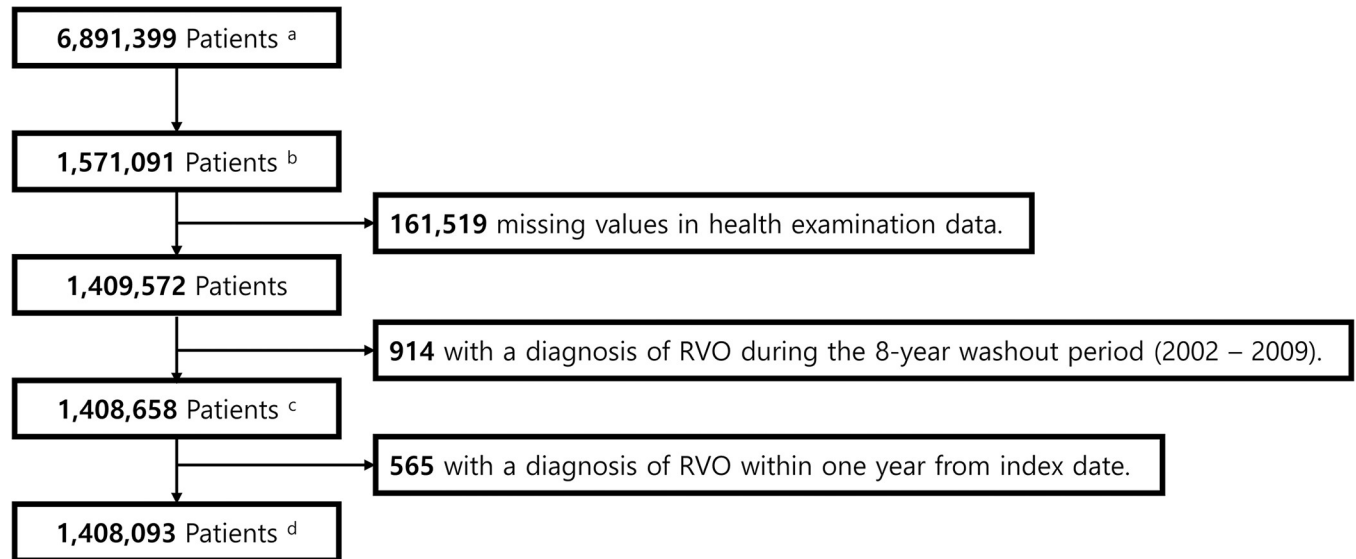 6,891,399 Patients a
1,571,091 Patients b
161,519 missing values in health examination data.
1,409,572 Patients
914 with a diagnosis of RVO during the 8-year washout period (2002 – 2009).
1,408,658 Patients c
565 with a diagnosis of RVO within one year from index date.
1,408,093 Patients d